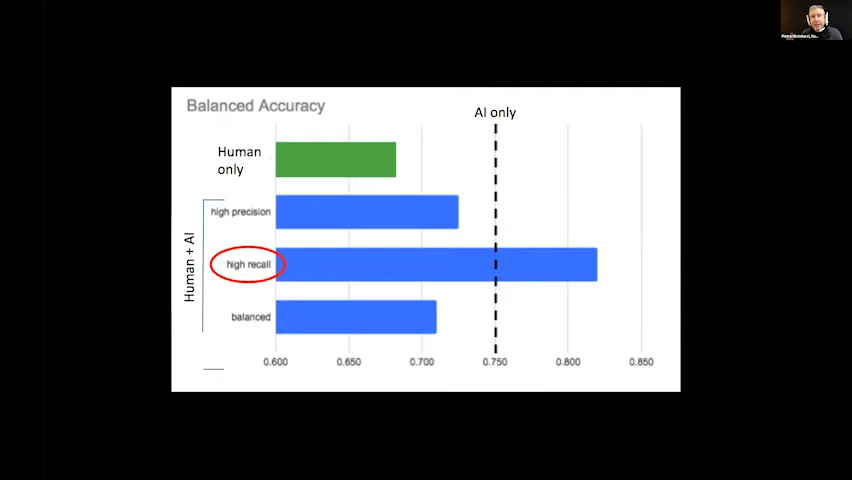 Balanced Accuracy
AI only
Human
only
high precision
high recall
balanced
Human + AI
0.600 0.650 0.700 0.750 0.800 0.850